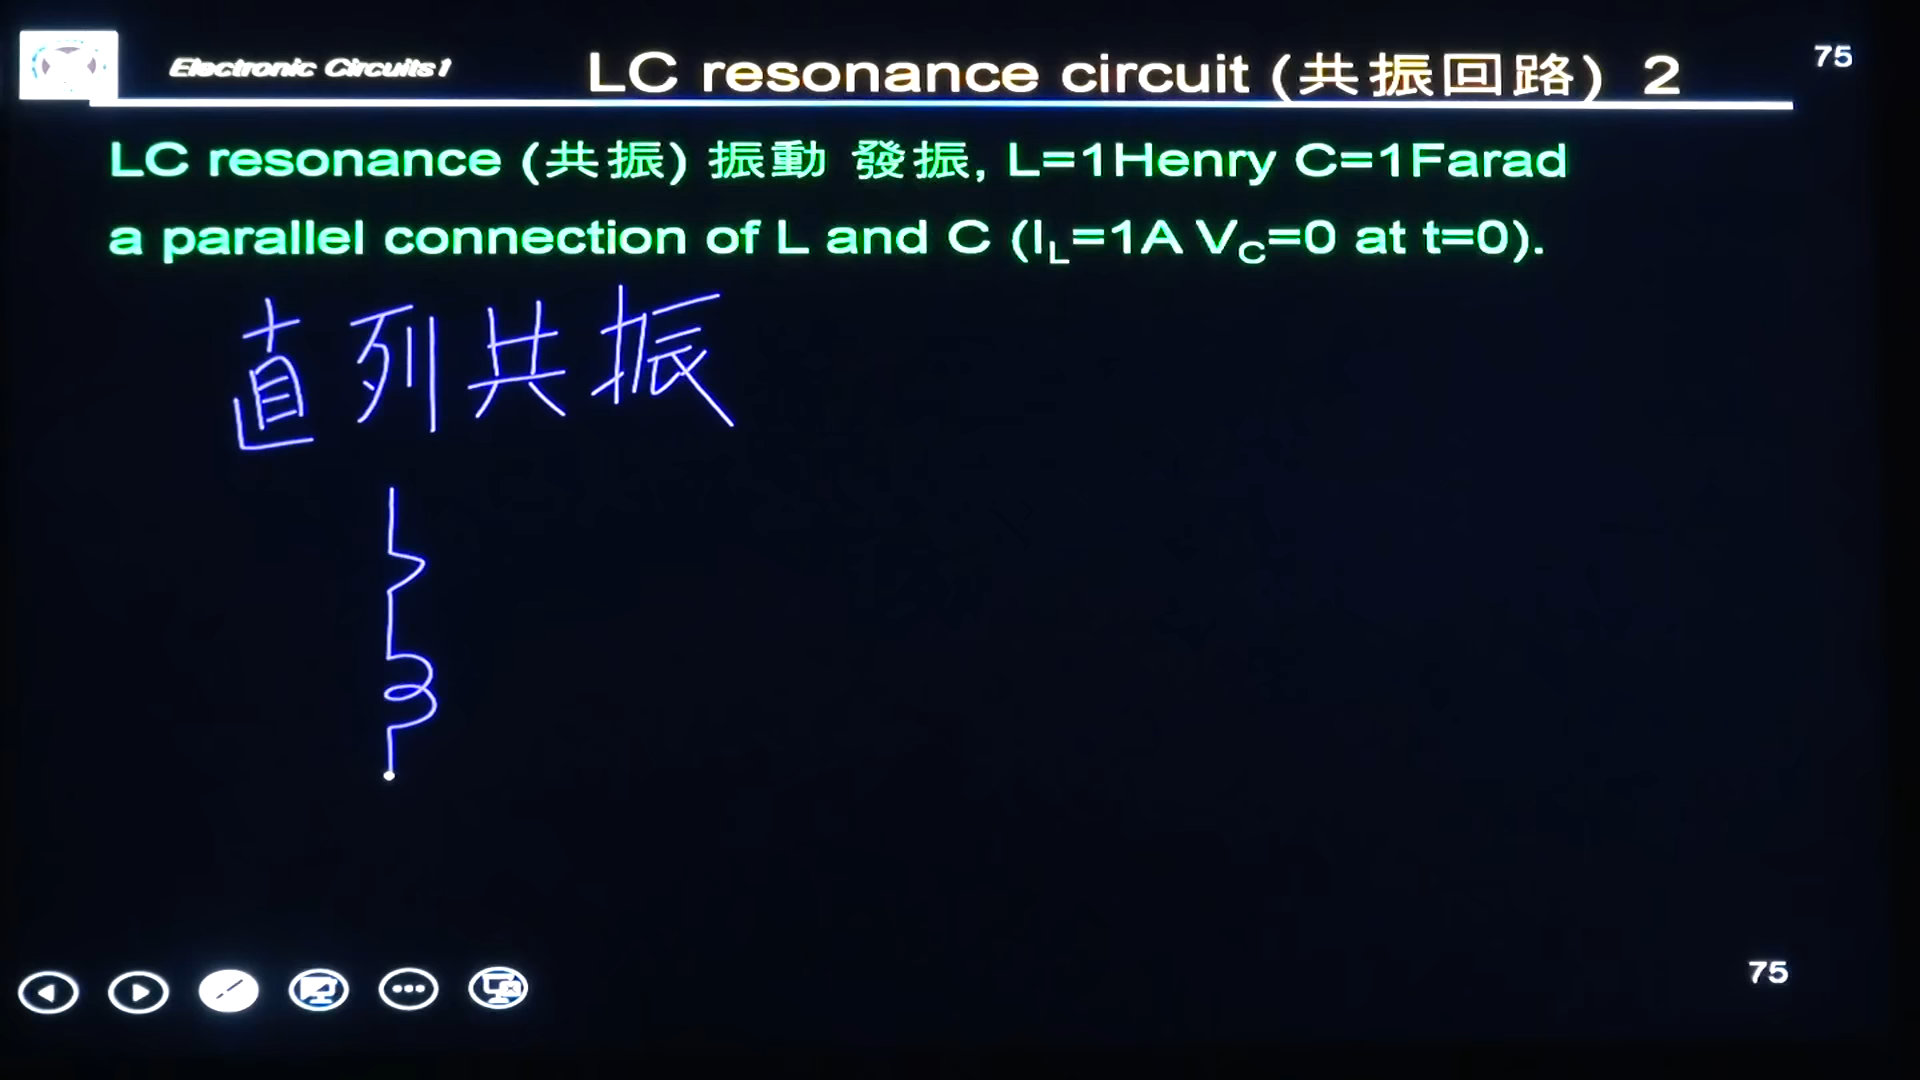 Electronic Circuits1
LC resonance circuit (共振回路) 2
75
LC resonance (共振) 振動 發振, L=1Henry C=1Farad
a parallel connection of L and C (IL=1A VC=0 at t=0).
直列共振
75